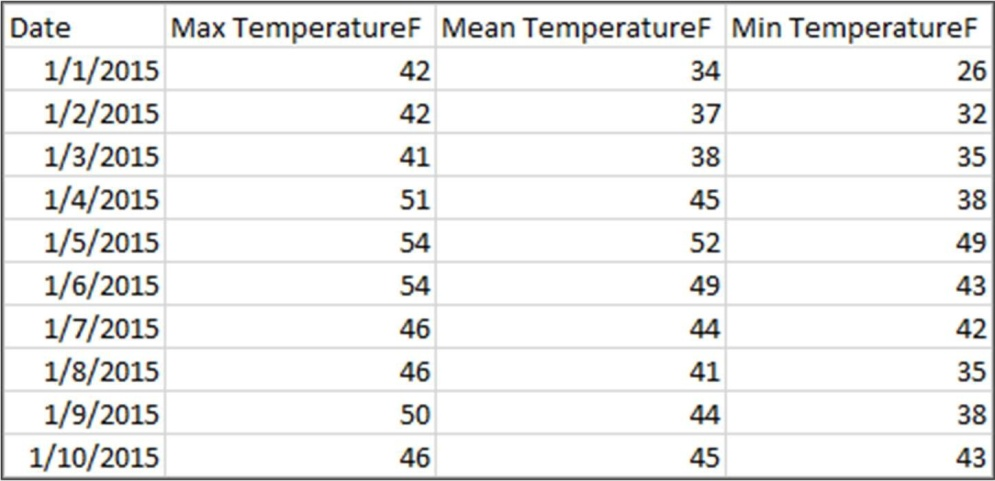 Date Max TemperatureF Mean TemperatureF Min TemperatureF
1/1/2015 42 34 26
1/2/2015 42 37 32
1/3/2015 41 38 35
1/4/2015 51 45 38
1/5/2015 54 52 49
1/6/2015 54 49 43
1/7/2015 46 44 42
1/8/2015 46 41 35
1/9/2015 50 44 38
1/10/2015 46 45 43